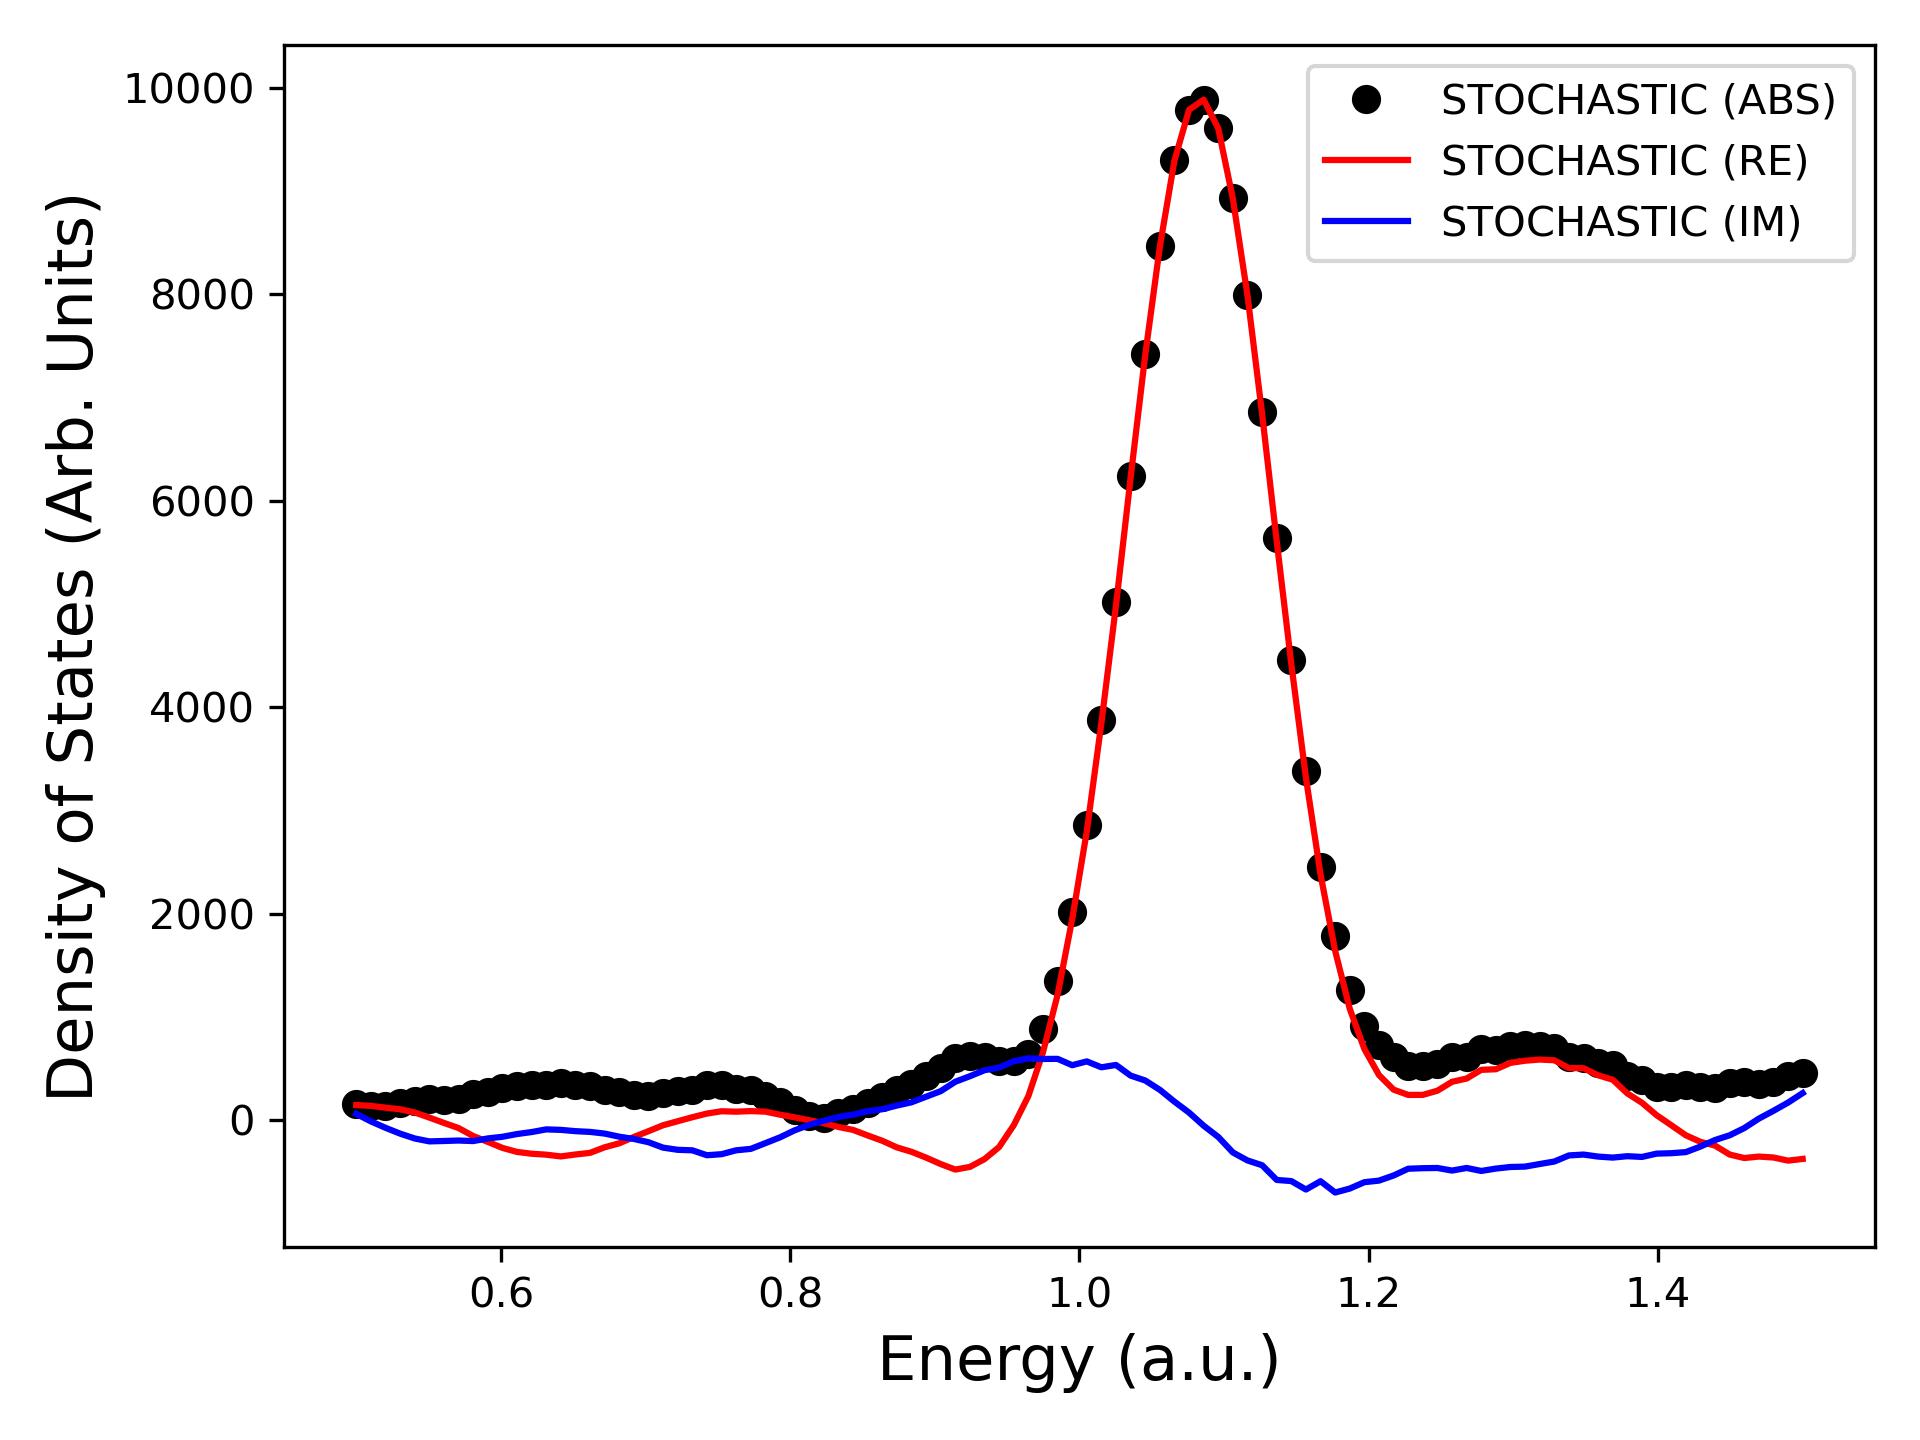 STOCHASTIC (ABS)
STOCHASTIC (RE)
STOCHASTIC (IM)
Density of States (Arb. Units)
10000
8000
6000
4000
2000
0
0.6 0.8 1.0 1.2 1.4
Energy (a.u.)